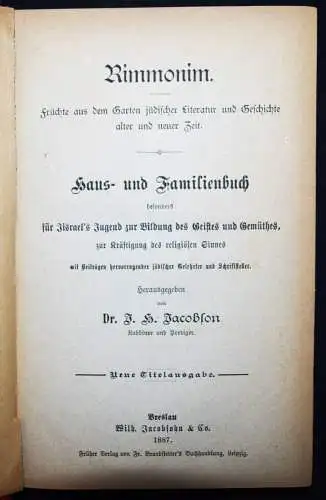 Rimmonim.
Früchte aus dem Garten jüdischer Literatur und Geschichte
alter und neuer Zeit.
Haus- und Familienbuch
besonders
für Jisrael's Jugend zur Bildung des Geistes und Gemüthes,
zur Kräftigung des religiösen Sinnes
mit Beiträgen hervorragender jüdischer Gelehrter und Schriftsteller.
Herausgegeben
von
Dr. J. H. Jacobson
Rabbiner und Prediger.
Neue Titelausgabe.
Breslau
Wilh. Jacobsohn & Co.
1887.
Früher Verlag von Fr. Brandstetter's Buchhandlung, Leipzig.